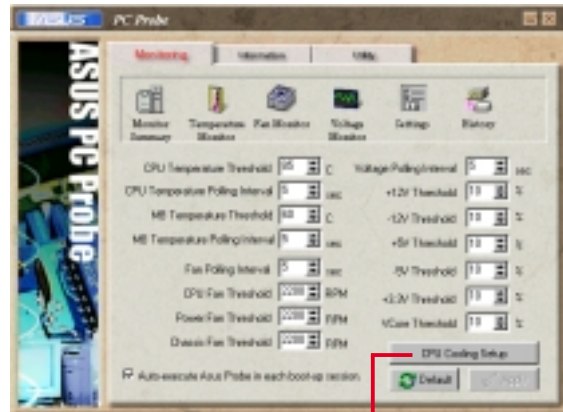 ASUS PC Probe
ASUS PC Probe
Monitoring Information Utility
Monitor Summary
Temperature Monitor
Fan Monitor
Voltage Monitor
Settings
History
CPU Temperature Threshold 95 C
CPU Temperature Polling Interval 5 sec
MB Temperature Threshold 60 C
MB Temperature Polling Interval 5 sec
Fan Polling Interval 5 sec
CPU Fan Threshold 2200 RPM
Power Fan Threshold 2200 RPM
Chassis Fan Threshold 2200 RPM
Voltage Polling Interval 5 sec
+12V Threshold 10 %
-12V Threshold 10 %
+5V Threshold 10 %
-5V Threshold 10 %
+3.3V Threshold 10 %
VCore Threshold 10 %
CPU Cooling Setup
Auto-execute Asus Probe in each boot-up session.
Default Apply